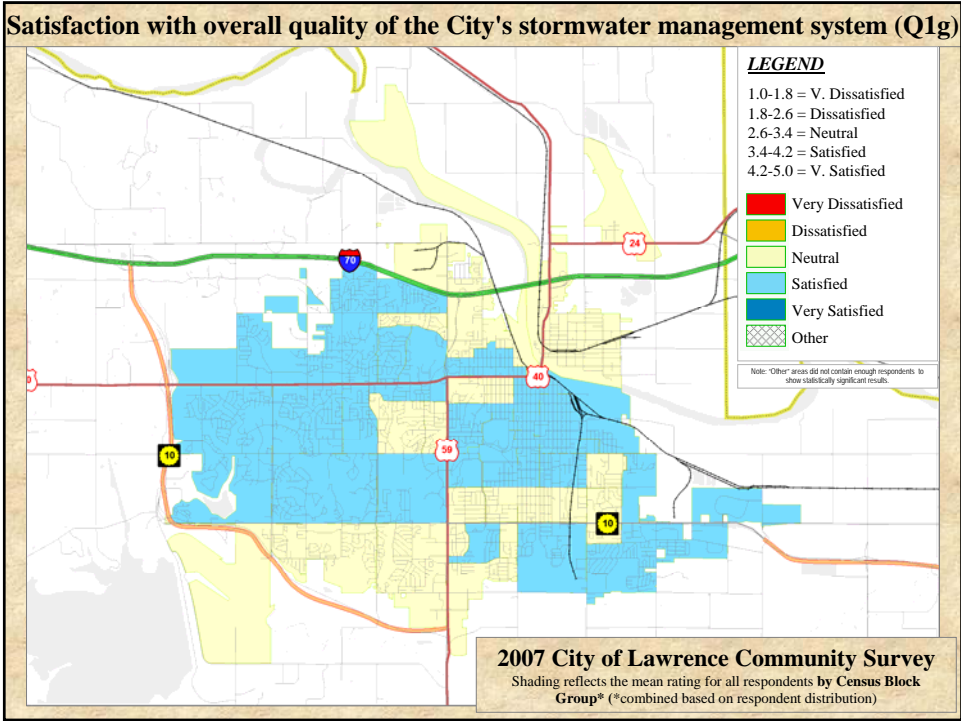 Satisfaction with overall quality of the City's stormwater management system (Q1g)
LEGEND
1.0-1.8 = V. Dissatisfied
1.8-2.6 = Dissatisfied
2.6-3.4 = Neutral
3.4-4.2 = Satisfied
4.2-5.0 = V. Satisfied
Very Dissatisfied
Dissatisfied
Neutral
Satisfied
Very Satisfied
Other
Note: "Other" areas did not contain enough respondents to
show statistically significant results.
24
70
40
59
10
10
2007 City of Lawrence Community Survey
Shading reflects the mean rating for all respondents by Census Block
Group* (*combined based on respondent distribution)